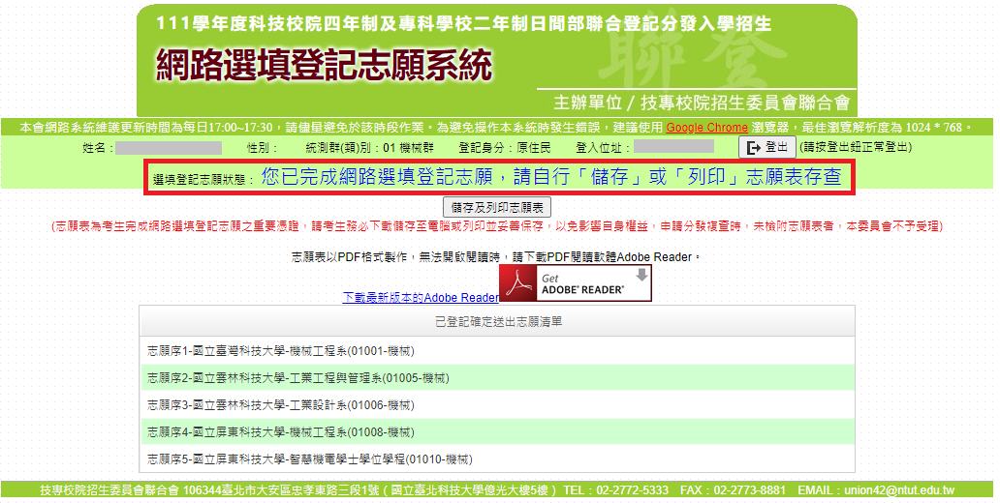 111學年度科技校院四年制及專科學校二年制日間部聯合登記分發入學招生
聯登
網路選填登記志願系統
主辦單位 / 技專校院招生委員會聯合會
本會網路系統維護更新時間為每日17:00~17:30，請儘量避免於該時段作業。為避免操作本系統時發生錯誤，建議使用 Google Chrome 瀏覽器，最佳瀏覽解析度為 1024 * 768。
姓名： 性別： 統測群(類)別：01 機械群 登記身分：原住民 登入位址： 登出 (請按登出鈕正常登出)
選填登記志願狀態： 您已完成網路選填登記志願，請自行「儲存」或「列印」志願表存查
儲存及列印志願表
(志願表為考生完成網路選填登記志願之重要憑證，請考生務必下載儲存至電腦或列印並妥善保存，以免影響自身權益，申請分發複查時，未檢附志願表者，本委員會不予受理)
志願表以PDF格式製作，無法開啟閱讀時，請下載PDF閱讀軟體Adobe Reader。
下載最新版本的Adobe Reader Get ADOBE® READER®
已登記確定送出志願清單
志願序1-國立臺灣科技大學-機械工程系(01001-機械)
志願序2-國立雲林科技大學-工業工程與管理系(01005-機械)
志願序3-國立雲林科技大學-工業設計系(01006-機械)
志願序4-國立屏東科技大學-機械工程系(01008-機械)
志願序5-國立屏東科技大學-智慧機電學士學位學程(01010-機械)
技專校院招生委員會聯合會 106344臺北市大安區忠孝東路三段1號 ( 國立臺北科技大學億光大樓5樓 ) TEL：02-2772-5333 FAX：02-2773-8881 EMAIL：union42@ntut.edu.tw